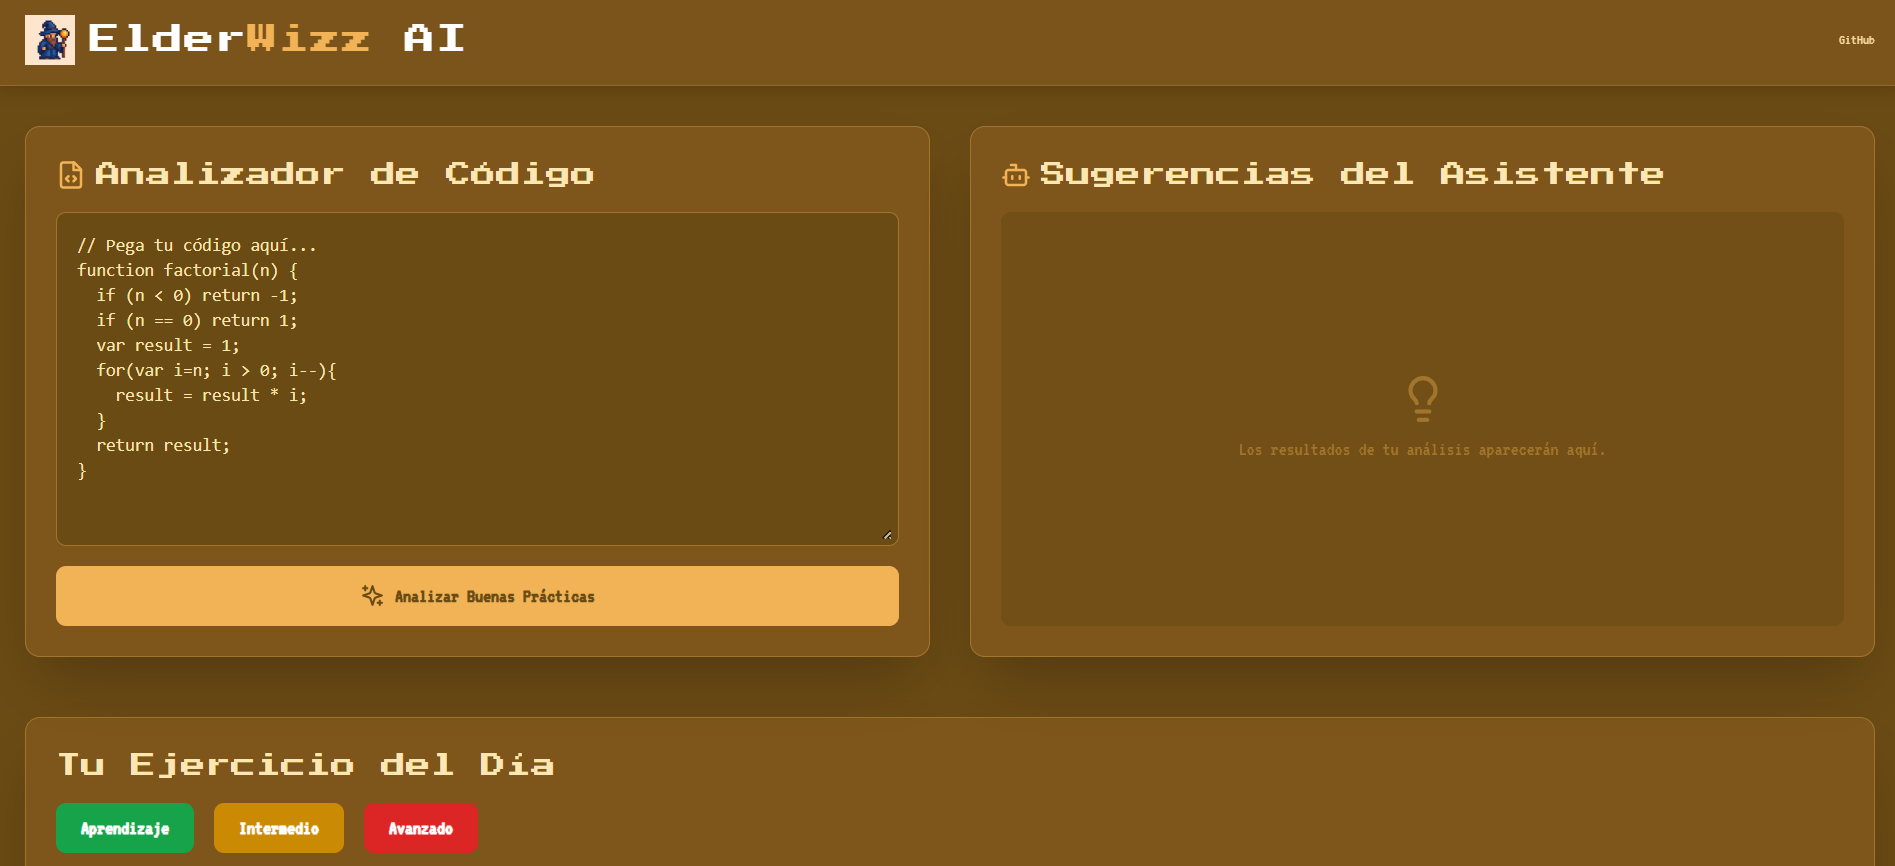 ElderWizz AI
GitHub
Analizador de Código
// Pega tu código aquí...
function factorial(n) {
  if (n < 0) return -1;
  if (n == 0) return 1;
  var result = 1;
  for(var i=n; i > 0; i--){
    result = result * i;
  }
  return result;
}
Analizar Buenas Prácticas
Sugerencias del Asistente
Los resultados de tu análisis aparecerán aquí.
Tu Ejercicio del Día
Aprendizaje
Intermedio
Avanzado